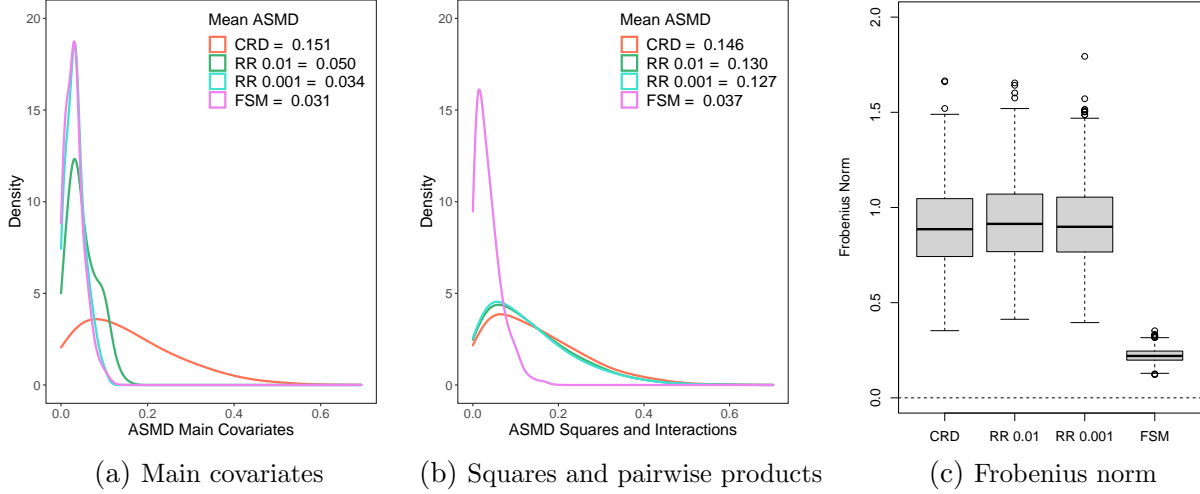 Mean ASMD
CRD = 0.151
RR 0.01 = 0.050
RR 0.001 = 0.034
FSM = 0.031
20
15
10
5
0
Density
0.0 0.2 0.4 0.6
ASMD Main Covariates
(a) Main covariates
Mean ASMD
CRD = 0.146
RR 0.01 = 0.130
RR 0.001 = 0.127
FSM = 0.037
20
15
10
5
0
Density
0.0 0.2 0.4 0.6
ASMD Squares and Interactions
(b) Squares and pairwise products
2.0
1.5
1.0
0.5
0.0
Frobenius Norm
CRD RR 0.01 RR 0.001 FSM
(c) Frobenius norm